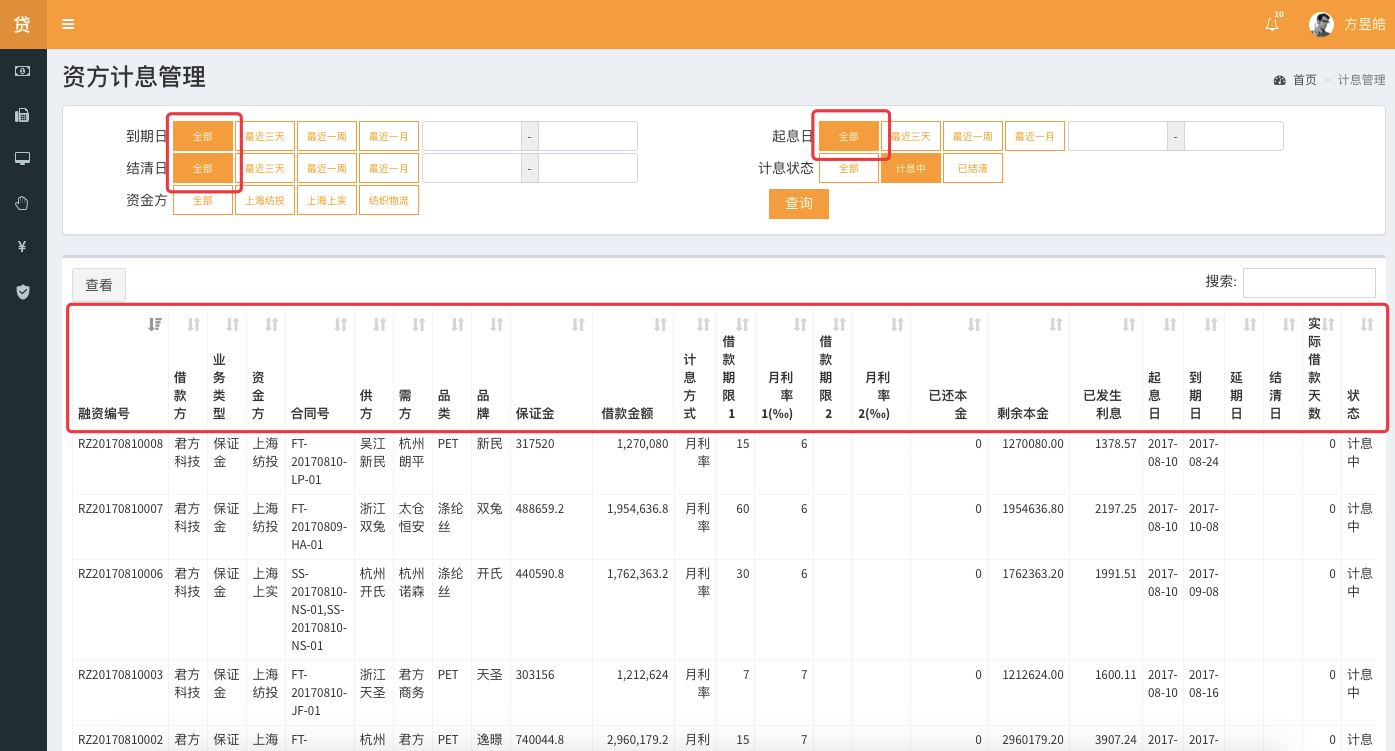 贷
10
方昱皓
资方计息管理
首页 > 计息管理
到期日 全部 最近三天 最近一周 最近一月 -
起息日 全部 最近三天 最近一周 最近一月 -
结清日 全部 最近三天 最近一周 最近一月 -
计息状态 全部 计息中 已结清
资金方 全部 上海纺投 上海上实 纺织物流
查询
查看
搜索:
融资编号 借款方 业务类型 资金方 合同号 供方 需方 品类 品牌 保证金 借款金额 计息方式 借款期限1 月利率1(‰) 借款期限2 月利率2(‰) 已还本金 剩余本金 已发生利息 起息日 到期日 延期日 结清日 实际借款天数 状态
RZ20170810008 君方科技 保证金 上海纺投 FT-20170810-LP-01 吴江新民 杭州朗平 PET 新民 317520 1,270,080 月利率 15 6 0 1270080.00 1378.57 2017-08-10 2017-08-24 0 计息中
RZ20170810007 君方科技 保证金 上海纺投 FT-20170809-HA-01 浙江双兔 太仓恒安 涤纶丝 双兔 488659.2 1,954,636.8 月利率 60 6 0 1954636.80 2197.25 2017-08-10 2017-10-08 0 计息中
RZ20170810006 君方科技 保证金 上海上实 SS-20170810-NS-01,SS-20170810-NS-01 杭州开氏 杭州诺森 涤纶丝 开氏 440590.8 1,762,363.2 月利率 30 6 0 1762363.20 1991.51 2017-08-10 2017-09-08 0 计息中
RZ20170810003 君方科技 保证金 上海纺投 FT-20170810-JF-01 浙江天圣 君方商务 PET 天圣 303156 1,212,624 月利率 7 7 0 1212624.00 1600.11 2017-08-10 2017-08-16 0 计息中
RZ20170810002 君方 保证 上海 FT- 杭州 君方 PET 逸暻 740044.8 2,960,179.2 月利 15 7 0 2960179.20 3907.24 2017- 2017- 0 计息